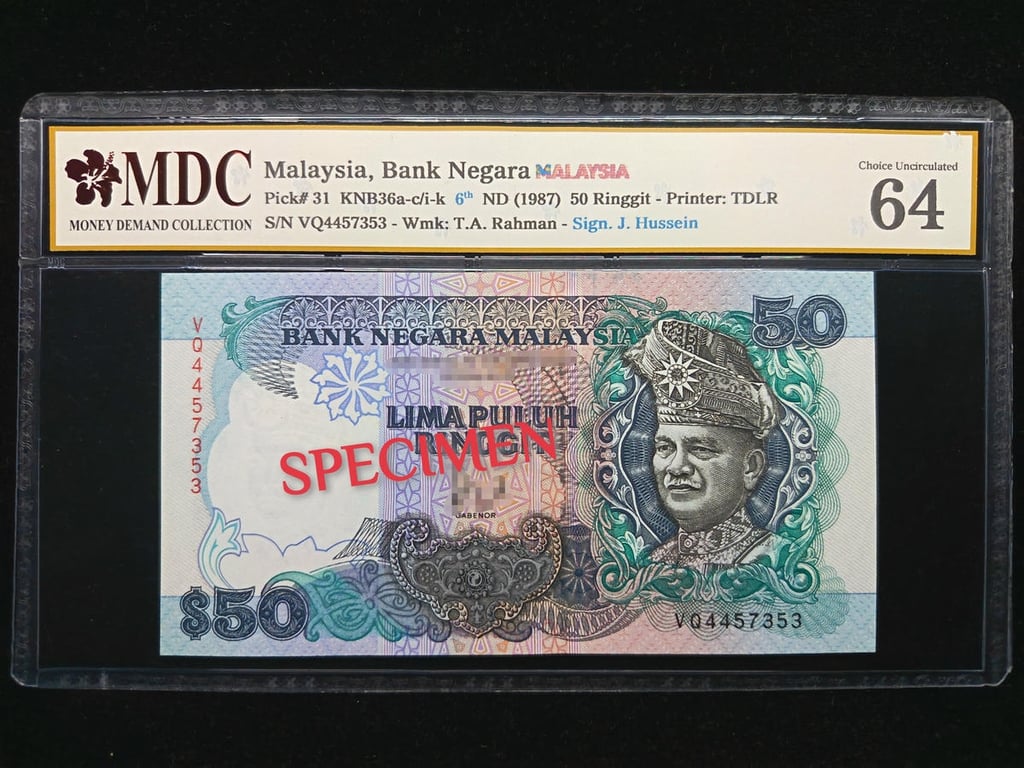 MDC
MONEY DEMAND COLLECTION
Malaysia, Bank Negara MALAYSIA
Pick# 31 KNB36a-c/i-k 6th ND (1987) 50 Ringgit - Printer: TDLR
S/N VQ4457353 - Wmk: T.A. Rahman - Sign. J. Hussein
Choice Uncirculated
64
50
BANK NEGARA MALAYSIA
VQ4457353
LIMA PULUH
RINGGIT
SPECIMEN
JABENOR
$50
VQ4457353